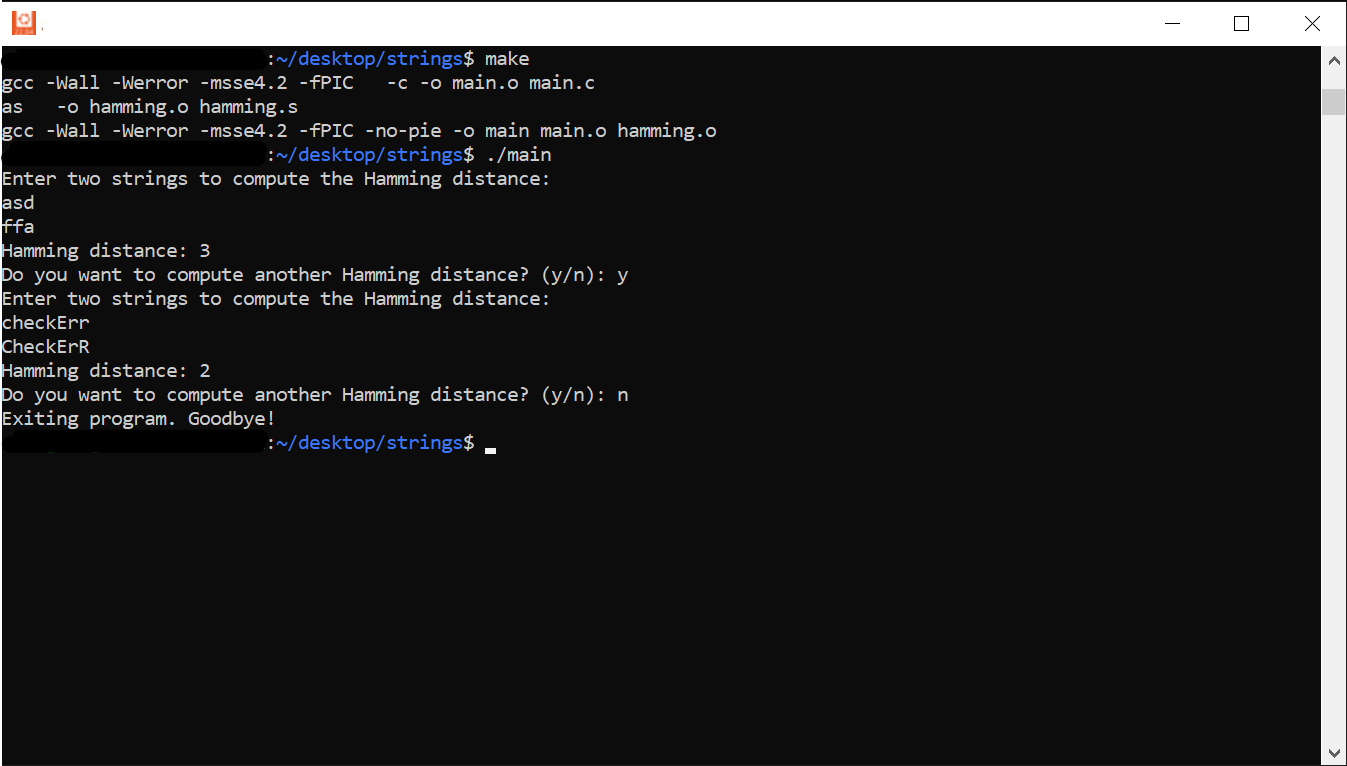 :~/desktop/strings$ make
gcc -Wall -Werror -msse4.2 -fPIC   -c -o main.o main.c
as   -o hamming.o hamming.s
gcc -Wall -Werror -msse4.2 -fPIC -no-pie -o main main.o hamming.o
:~/desktop/strings$ ./main
Enter two strings to compute the Hamming distance:
asd
ffa
Hamming distance: 3
Do you want to compute another Hamming distance? (y/n): y
Enter two strings to compute the Hamming distance:
checkErr
CheckErR
Hamming distance: 2
Do you want to compute another Hamming distance? (y/n): n
Exiting program. Goodbye!
:~/desktop/strings$